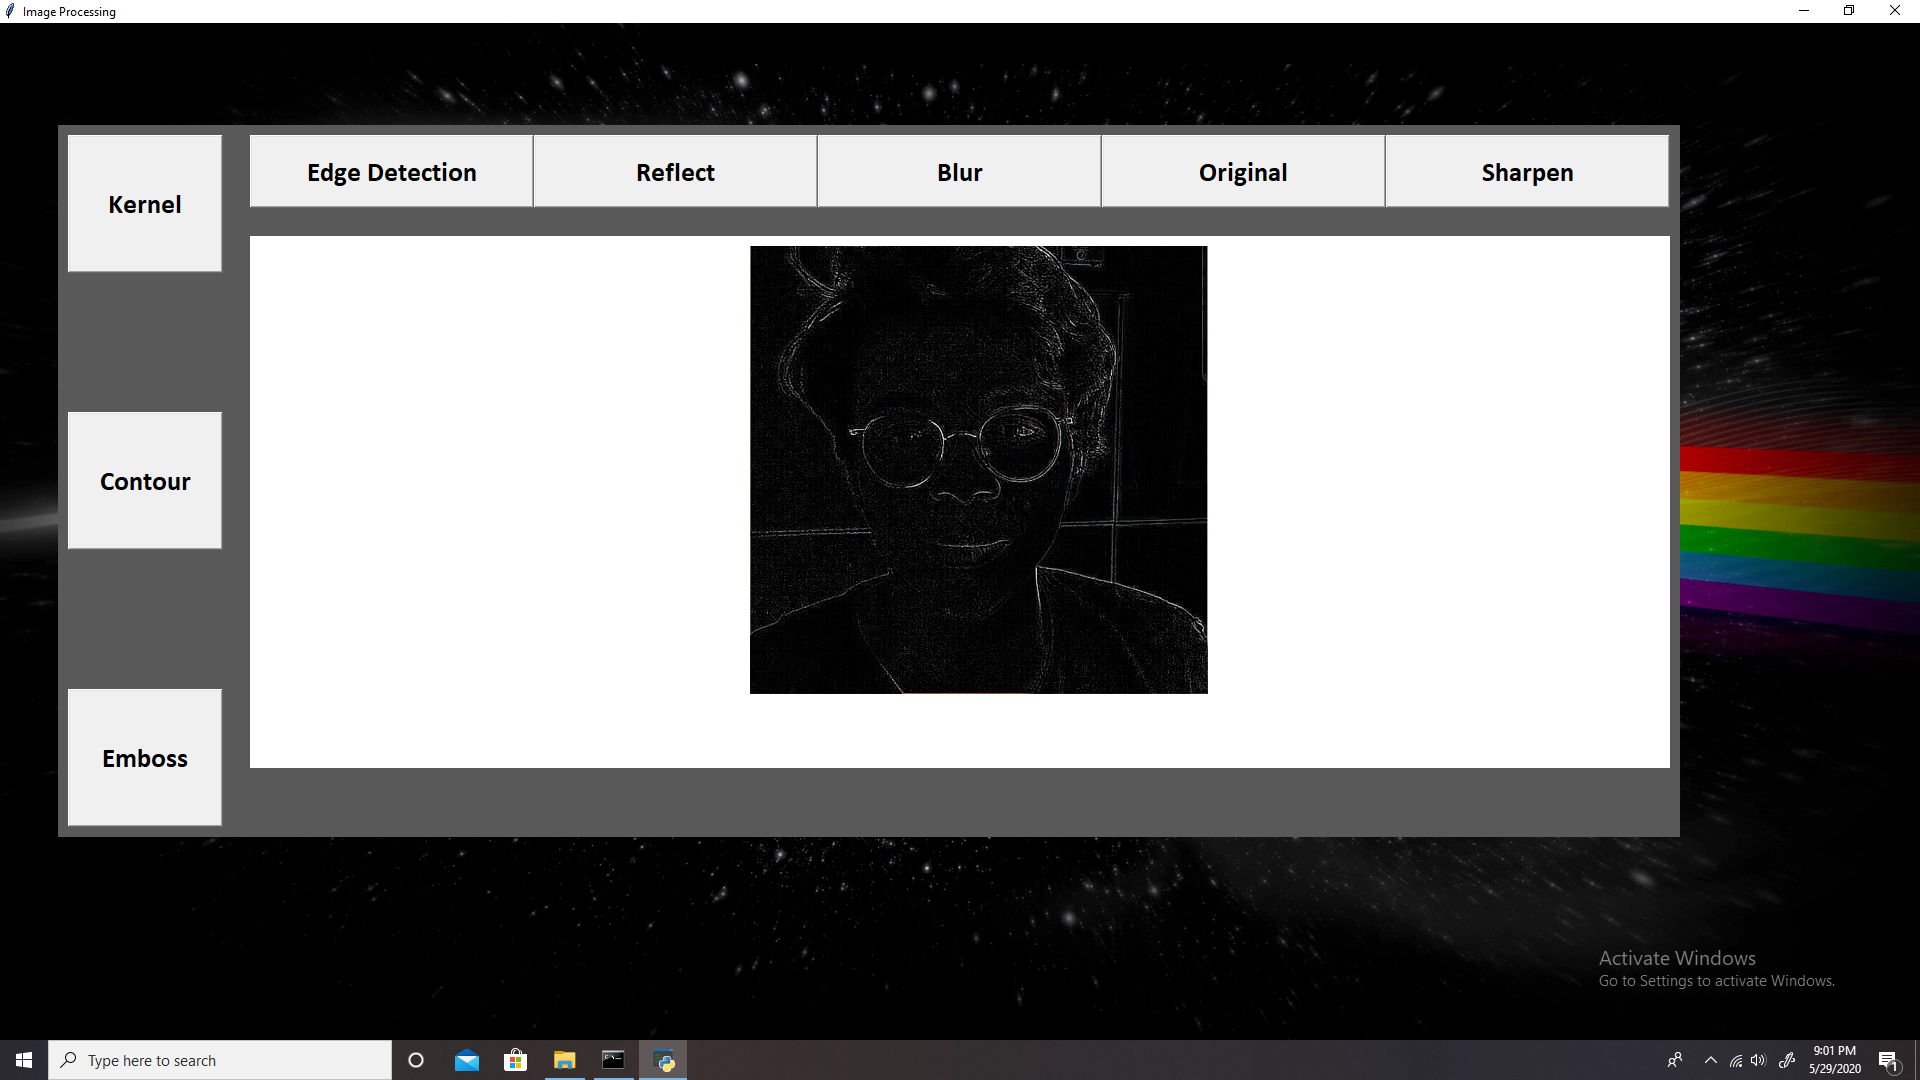 Image Processing
Edge Detection
Reflect
Blur
Original
Sharpen
Kernel
Contour
Emboss
Activate Windows
Go to Settings to activate Windows.
Type here to search
9:01 PM
5/29/2020
1